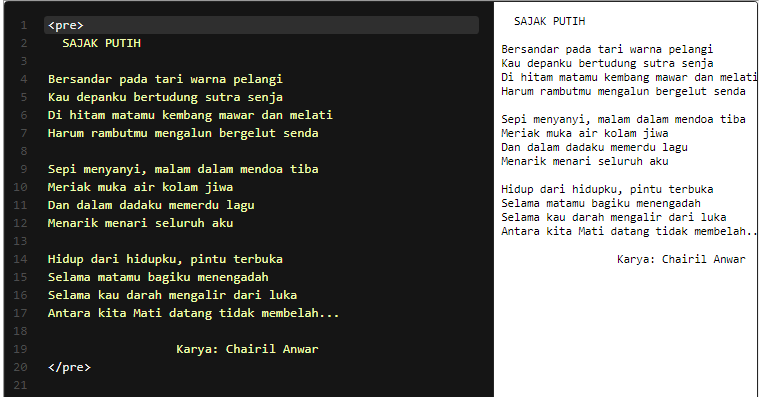 1 <pre>
2   SAJAK PUTIH
3
4 Bersandar pada tari warna pelangi
5 Kau depanku bertudung sutra senja
6 Di hitam matamu kembang mawar dan melati
7 Harum rambutmu mengalun bergelut senda
8
9 Sepi menyanyi, malam dalam mendoa tiba
10 Meriak muka air kolam jiwa
11 Dan dalam dadaku memerdu lagu
12 Menarik menari seluruh aku
13
14 Hidup dari hidupku, pintu terbuka
15 Selama matamu bagiku menengadah
16 Selama kau darah mengalir dari luka
17 Antara kita Mati datang tidak membelah...
18
19                   Karya: Chairil Anwar
20 </pre>
21
  SAJAK PUTIH
Bersandar pada tari warna pelangi
Kau depanku bertudung sutra senja
Di hitam matamu kembang mawar dan melati
Harum rambutmu mengalun bergelut senda
Sepi menyanyi, malam dalam mendoa tiba
Meriak muka air kolam jiwa
Dan dalam dadaku memerdu lagu
Menarik menari seluruh aku
Hidup dari hidupku, pintu terbuka
Selama matamu bagiku menengadah
Selama kau darah mengalir dari luka
Antara kita Mati datang tidak membelah..
                  Karya: Chairil Anwar